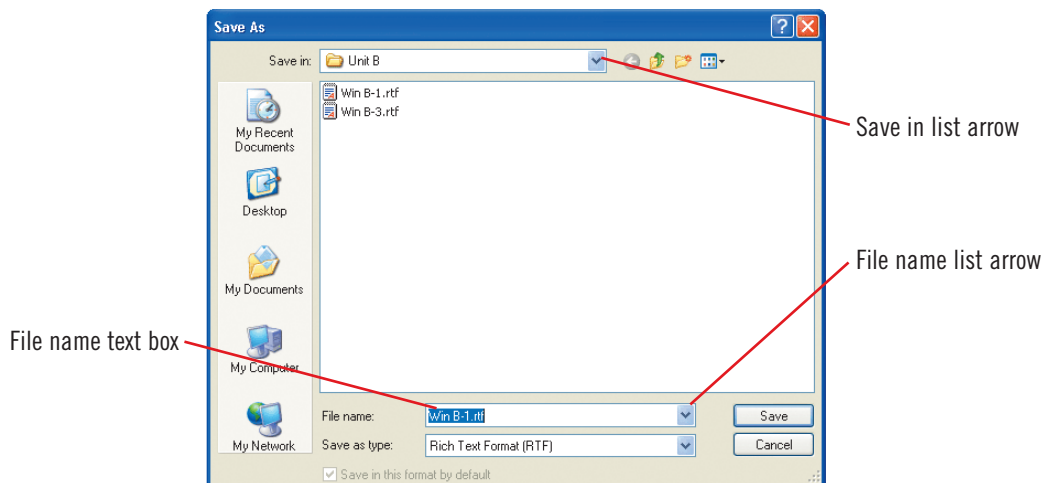 Save As
Save in:
Unit B
Win B-1.rtf
Win B-3.rtf
My Recent
Documents
Desktop
My Documents
My Computer
My Network
File name:
Win B-1.rtf
Save
Save as type:
Rich Text Format (RTF)
Cancel
Save in this format by default
Save in list arrow
File name list arrow
File name text box